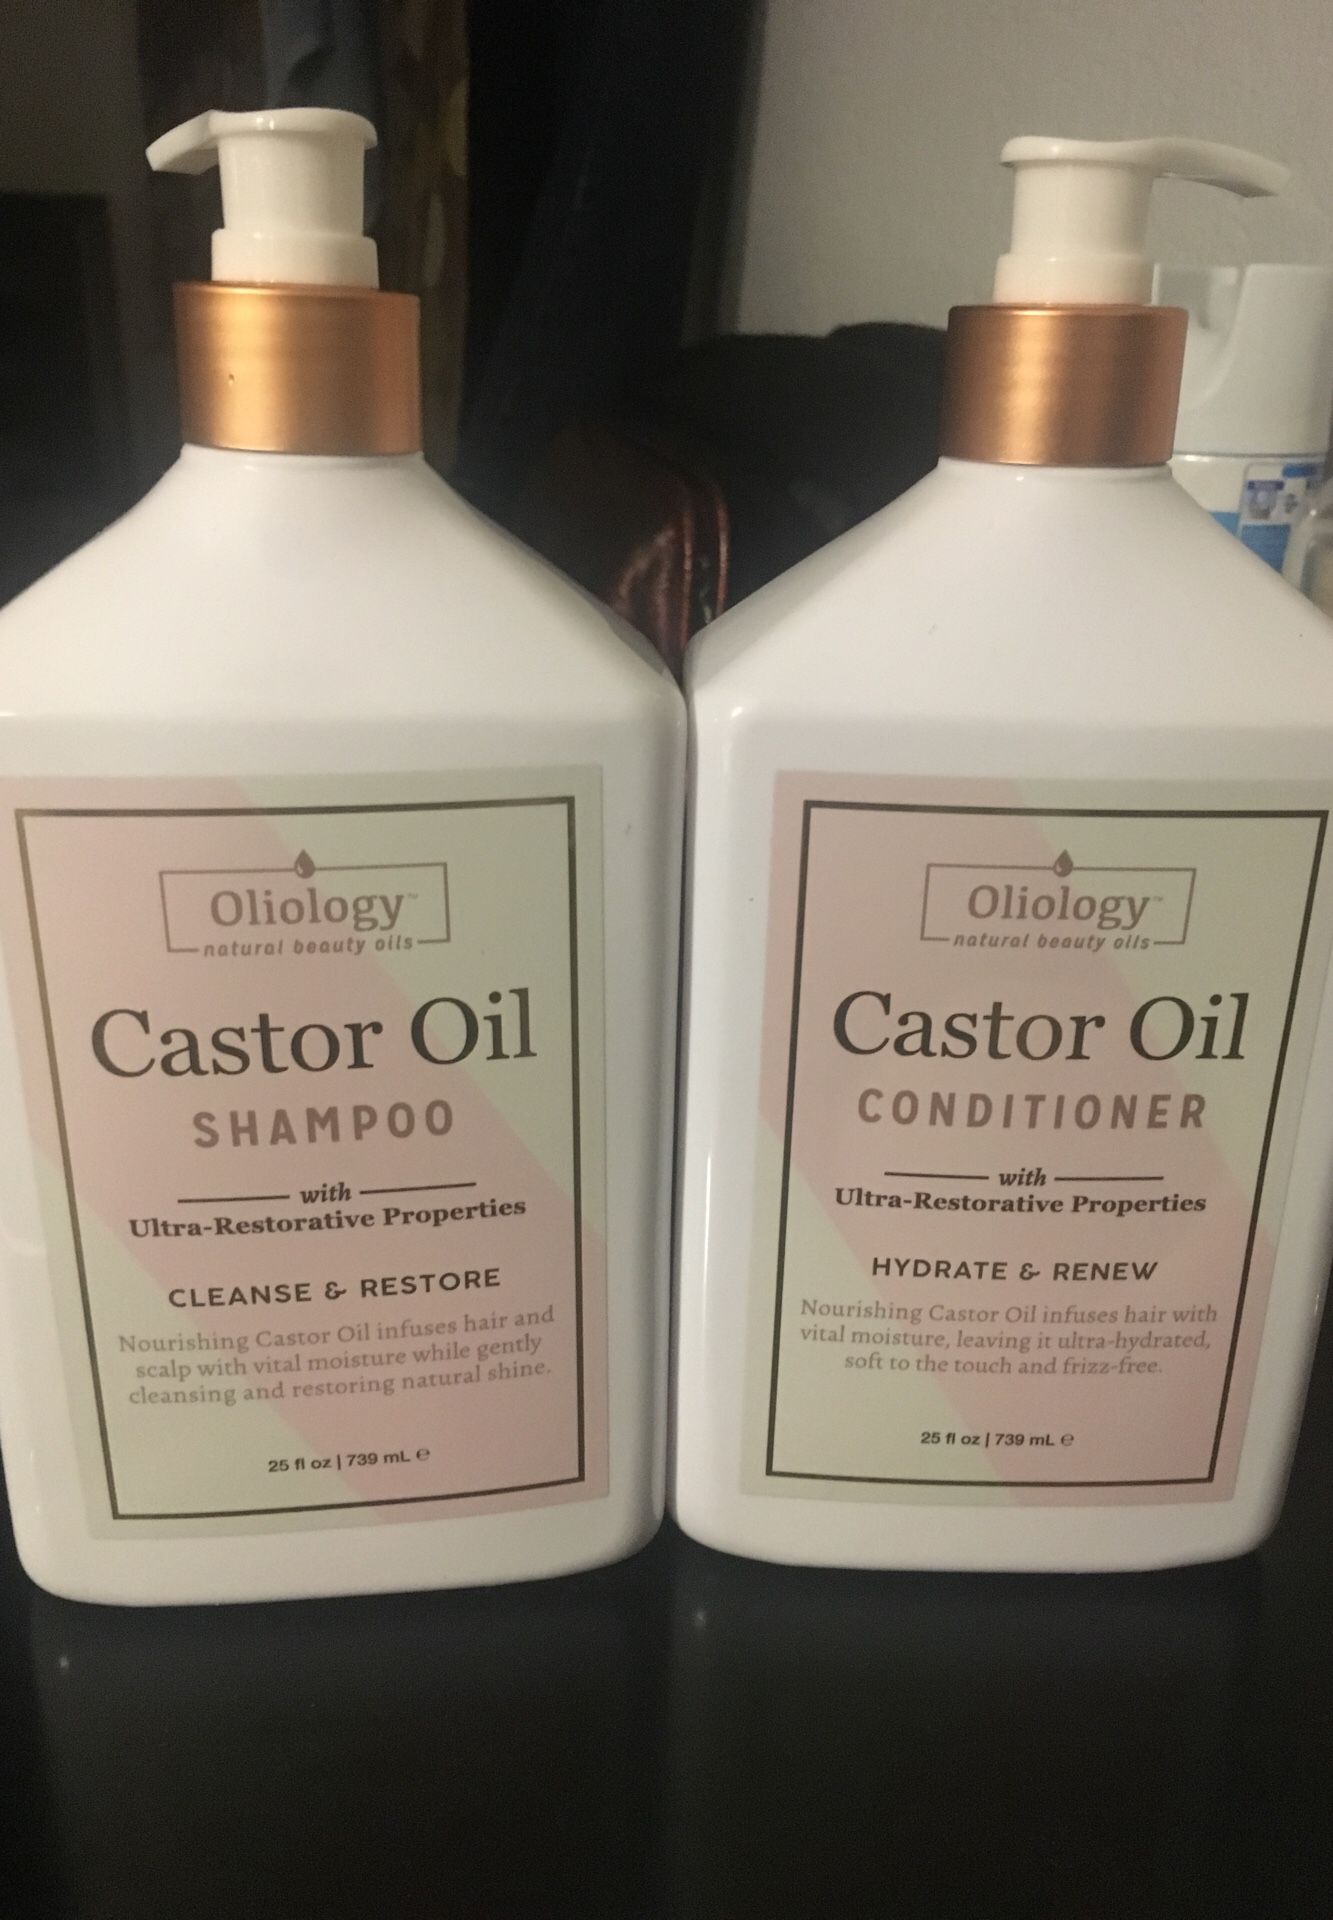 Oliology™
natural beauty oils
Castor Oil
SHAMPOO
with
Ultra-Restorative Properties
CLEANSE & RESTORE
Nourishing Castor Oil infuses hair and
scalp with vital moisture while gently
cleansing and restoring natural shine.
25 fl oz | 739 mL ℮
Oliology™
natural beauty oils
Castor Oil
CONDITIONER
with
Ultra-Restorative Properties
HYDRATE & RENEW
Nourishing Castor Oil infuses hair with
vital moisture, leaving it ultra-hydrated,
soft to the touch and frizz-free.
25 fl oz | 739 mL ℮